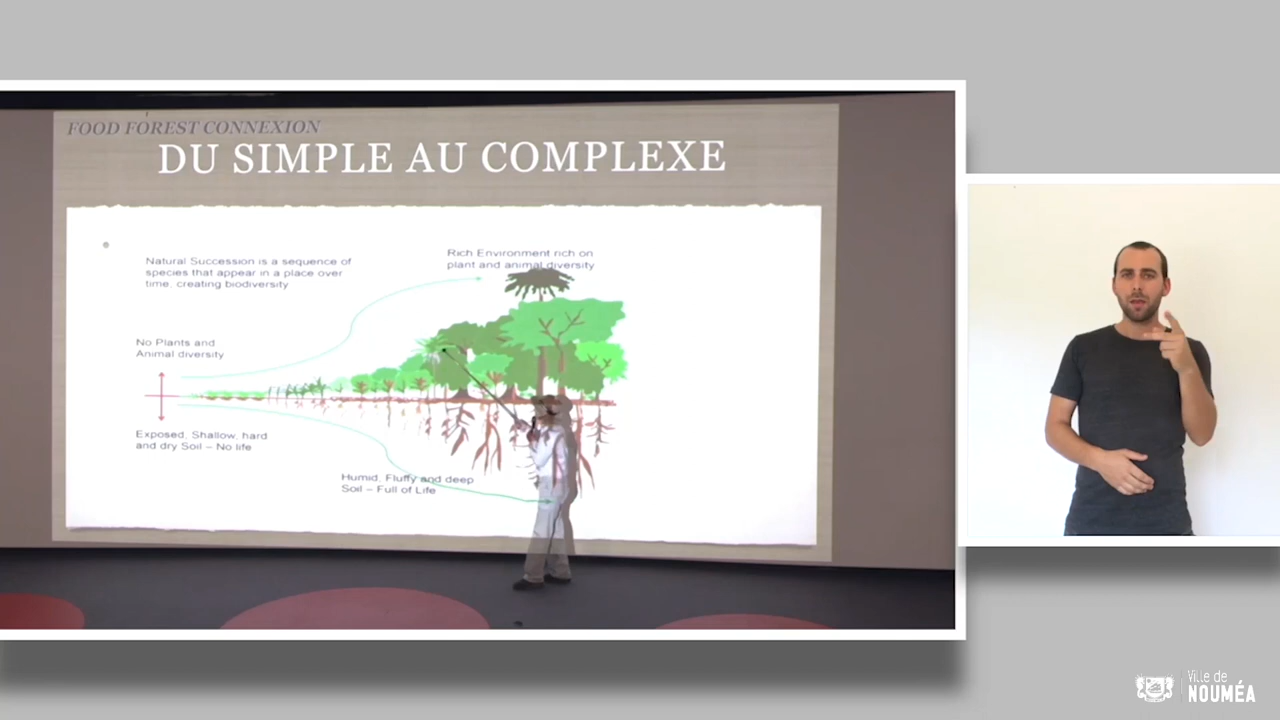 FOOD FOREST CONNEXION
DU SIMPLE AU COMPLEXE
Natural Succession is a sequence of
species that appear in a place over
time, creating biodiversity
Rich Environment rich on
plant and animal diversity
No Plants and
Animal diversity
Exposed, Shallow, hard
and dry Soil – No life
Humid, Fluffy and deep
Soil – Full of Life
Ville de
NOUMÉA